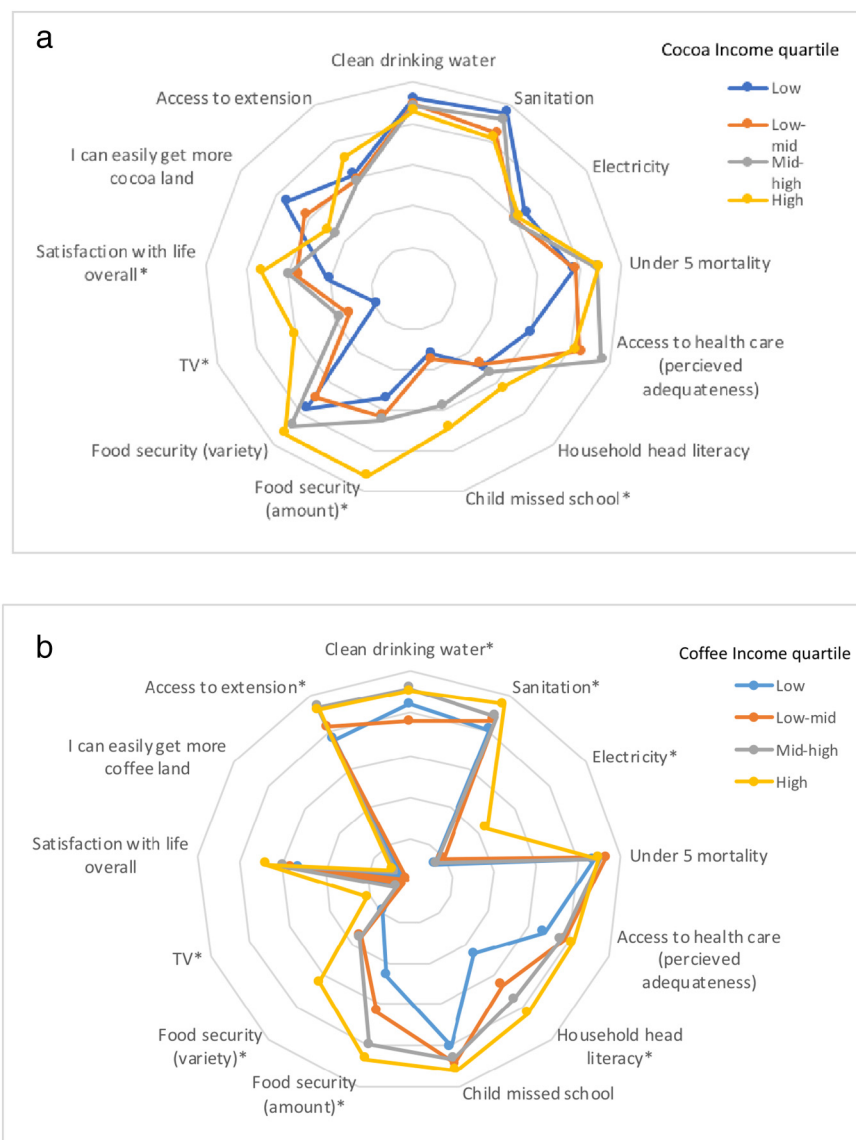 a
Cocoa Income quartile
Low
Low-
mid
Mid-
high
High
Clean drinking water
Sanitation
Electricity
Under 5 mortality
Access to health care
(percieved
adequateness)
Household head literacy
Child missed school*
Food security
(amount)*
Food security (variety)
TV*
Satisfaction with life
overall*
I can easily get more
cocoa land
Access to extension
b
Coffee Income quartile
Low
Low-mid
Mid-high
High
Clean drinking water*
Sanitation*
Electricity*
Under 5 mortality
Access to health care
(percieved
adequateness)
Household head
literacy*
Child missed school
Food security
(amount)*
Food security
(variety)*
TV*
Satisfaction with life
overall
I can easily get more
coffee land
Access to extension*